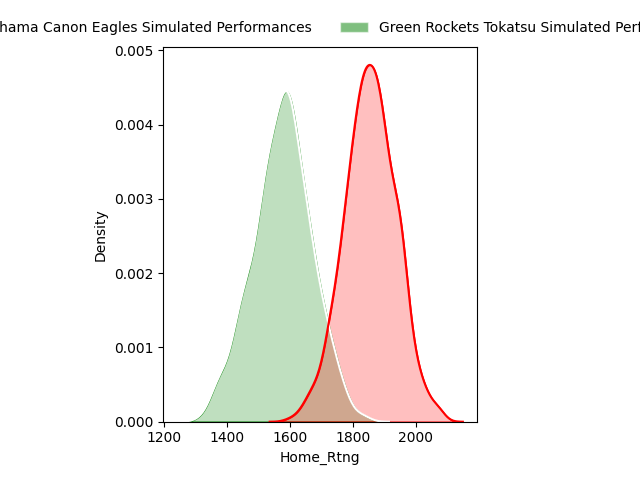 hama Canon Eagles Simulated Performances
Green Rockets Tokatsu Simulated Perf
0.005
0.004
0.003
0.002
0.001
0.000
Density
1200 1400 1600 1800 2000
Home_Rtng